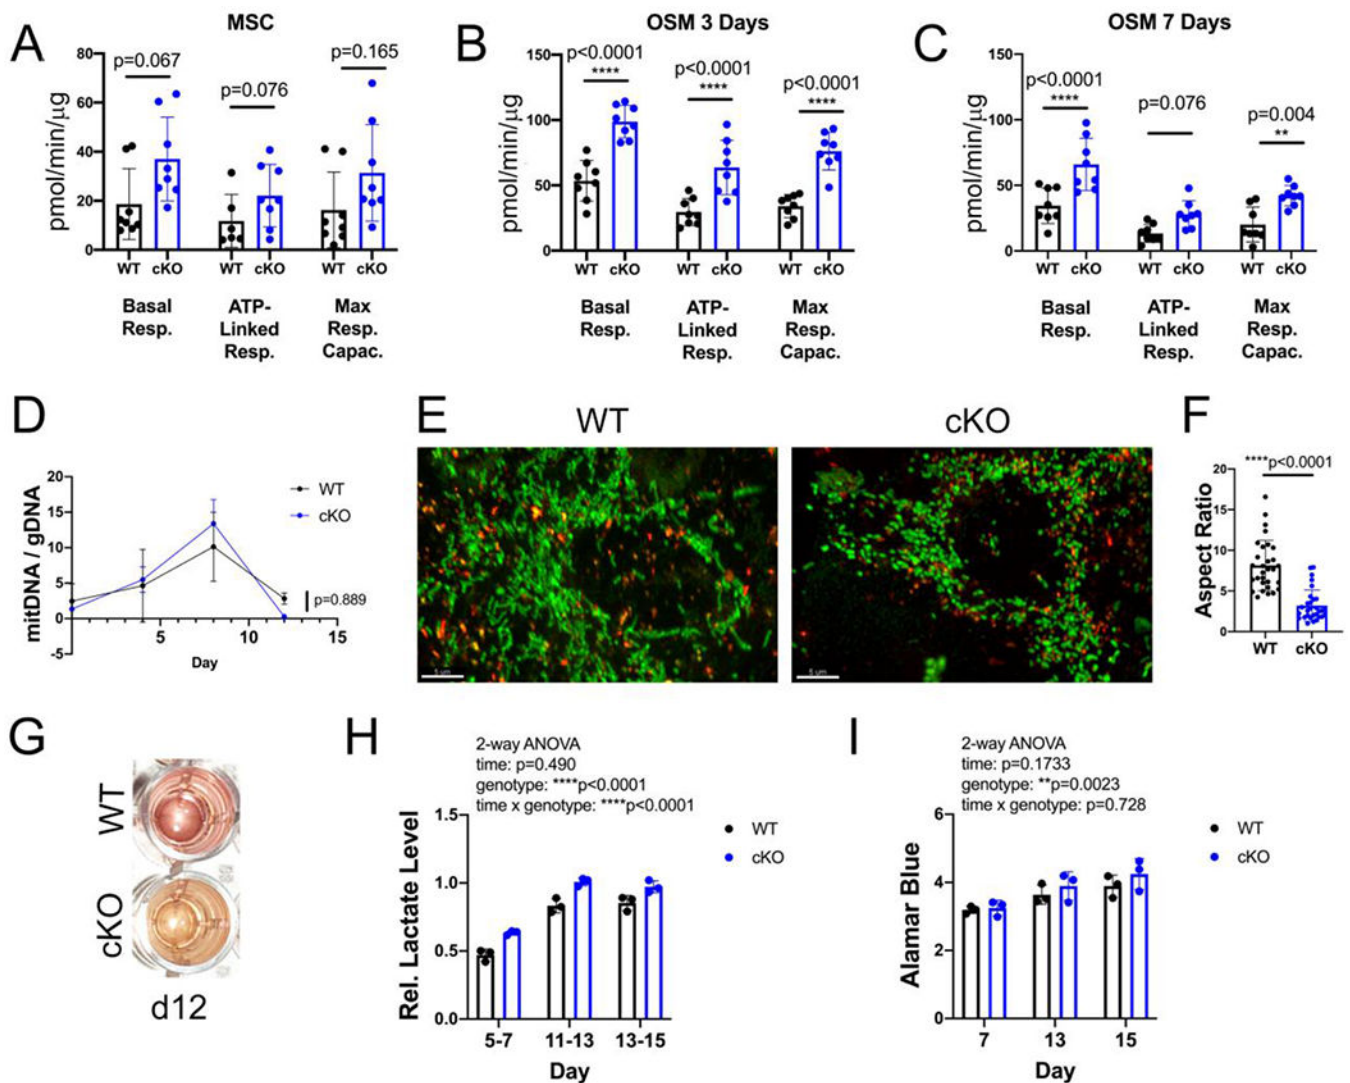 A
MSC
p=0.067
p=0.076
p=0.165
pmol/min/µg
80
60
40
20
0
WT cKO WT cKO WT cKO
Basal
Resp.
ATP-
Linked
Resp.
Max
Resp.
Capac.
B
OSM 3 Days
p<0.0001
****
p<0.0001
****
p<0.0001
****
pmol/min/µg
150
100
50
0
WT cKO WT cKO WT cKO
Basal
Resp.
ATP-
Linked
Resp.
Max
Resp.
Capac.
C
OSM 7 Days
p<0.0001
****
p=0.076
p=0.004
**
pmol/min/µg
150
100
50
0
WT cKO WT cKO WT cKO
Basal
Resp.
ATP-
Linked
Resp.
Max
Resp.
Capac.
D
mitDNA / gDNA
20
15
10
5
0
-5
5 10 15
Day
WT
cKO
p=0.889
E
WT
cKO
5 µm
5 µm
F
****p<0.0001
Aspect Ratio
20
15
10
5
0
WT cKO
G
WT
cKO
d12
H
2-way ANOVA
time: p=0.490
genotype: ****p<0.0001
time x genotype: ****p<0.0001
Rel. Lactate Level
1.5
1.0
0.5
0.0
5-7 11-13 13-15
Day
WT
cKO
I
2-way ANOVA
time: p=0.1733
genotype: **p=0.0023
time x genotype: p=0.728
Alamar Blue
6
4
2
0
7 13 15
Day
WT
cKO